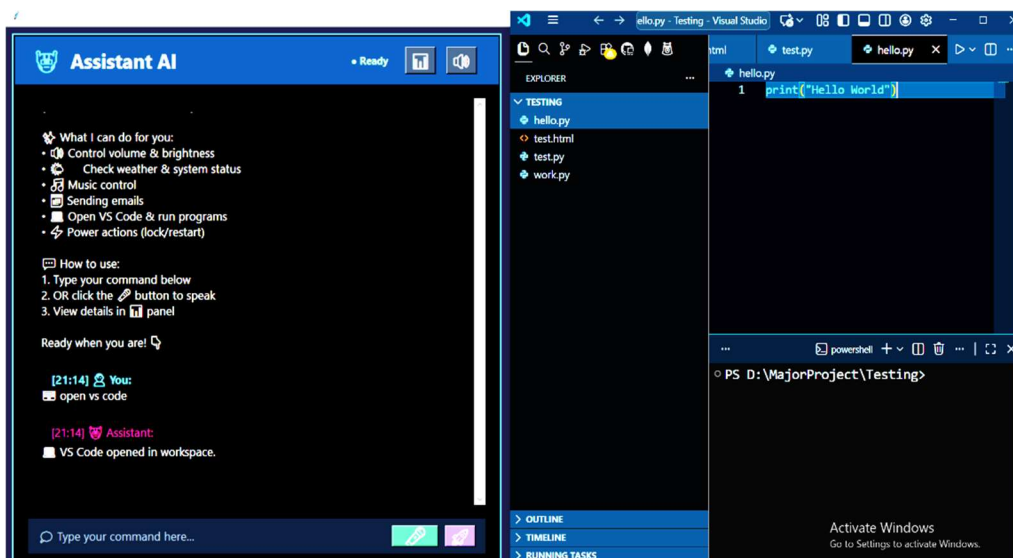 Assistant AI
• Ready
What I can do for you:
• Control volume & brightness
• Check weather & system status
• Music control
• Sending emails
• Open VS Code & run programs
• Power actions (lock/restart)
How to use:
1. Type your command below
2. OR click the button to speak
3. View details in panel
Ready when you are!
[21:14] You:
open vs code
[21:14] Assistant:
VS Code opened in workspace.
Type your command here...
ello.py - Testing - Visual Studio
EXPLORER
TESTING
hello.py
test.html
test.py
work.py
OUTLINE
TIMELINE
RUNNING TASKS
tml
test.py
hello.py
hello.py
1 print("Hello World")
powershell
PS D:\MajorProject\Testing>
Activate Windows
Go to Settings to activate Windows.